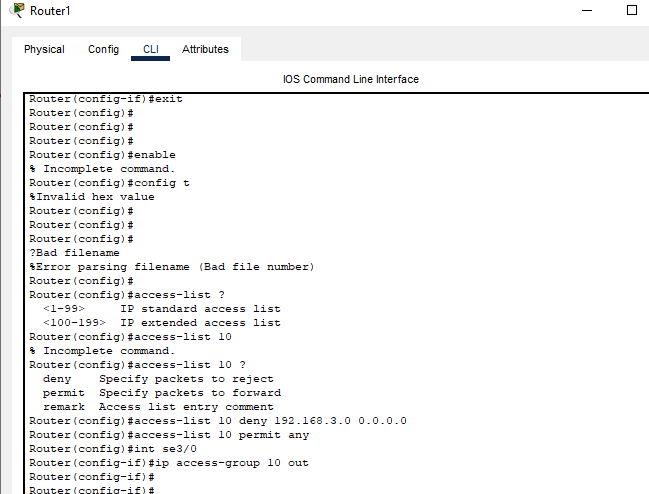 Router1
Physical Config CLI Attributes
IOS Command Line Interface
Router(config-if)#exit
Router(config)#
Router(config)#
Router(config)#
Router(config)#enable
% Incomplete command.
Router(config)#config t
%Invalid hex value
Router(config)#
Router(config)#
Router(config)#
?Bad filename
%Error parsing filename (Bad file number)
Router(config)#
Router(config)#access-list ?
<1-99> IP standard access list
<100-199> IP extended access list
Router(config)#access-list 10
% Incomplete command.
Router(config)#access-list 10 ?
deny Specify packets to reject
permit Specify packets to forward
remark Access list entry comment
Router(config)#access-list 10 deny 192.168.3.0 0.0.0.0
Router(config)#access-list 10 permit any
Router(config)#int se3/0
Router(config-if)#ip access-group 10 out
Router(config-if)#
Router(config-if)#